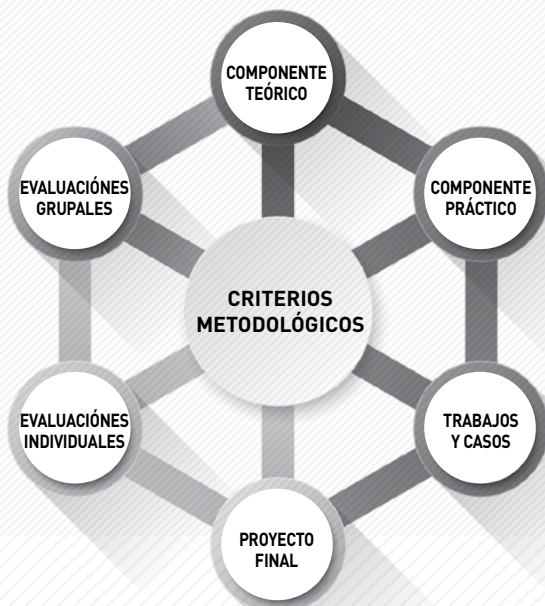 COMPONENTE
TEÓRICO
EVALUACIÓNES
GRUPALES
COMPONENTE
PRÁCTICO
CRITERIOS
METODOLÓGICOS
EVALUACIÓNES
INDIVIDUALES
TRABAJOS
Y CASOS
PROYECTO
FINAL